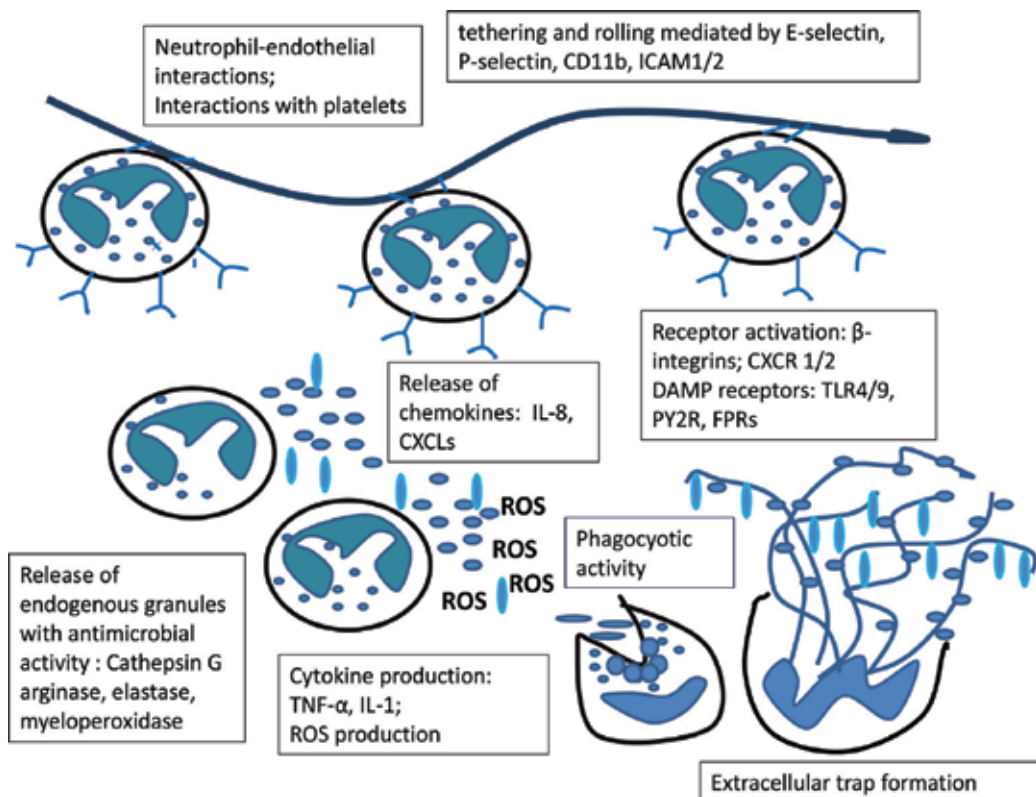 Neutrophil-endothelial
interactions;
Interactions with platelets
tethering and rolling mediated by E-selectin,
P-selectin, CD11b, ICAM1/2
Receptor activation: β-
integrins; CXCR 1/2
DAMP receptors: TLR4/9,
PY2R, FPRs
Release of
chemokines: IL-8,
CXCLs
ROS
ROS
ROS
ROS
Phagocyotic
activity
Release of
endogenous granules
with antimicrobial
activity : Cathepsin G
arginase, elastase,
myeloperoxidase
Cytokine production:
TNF-α, IL-1;
ROS production
Extracellular trap formation